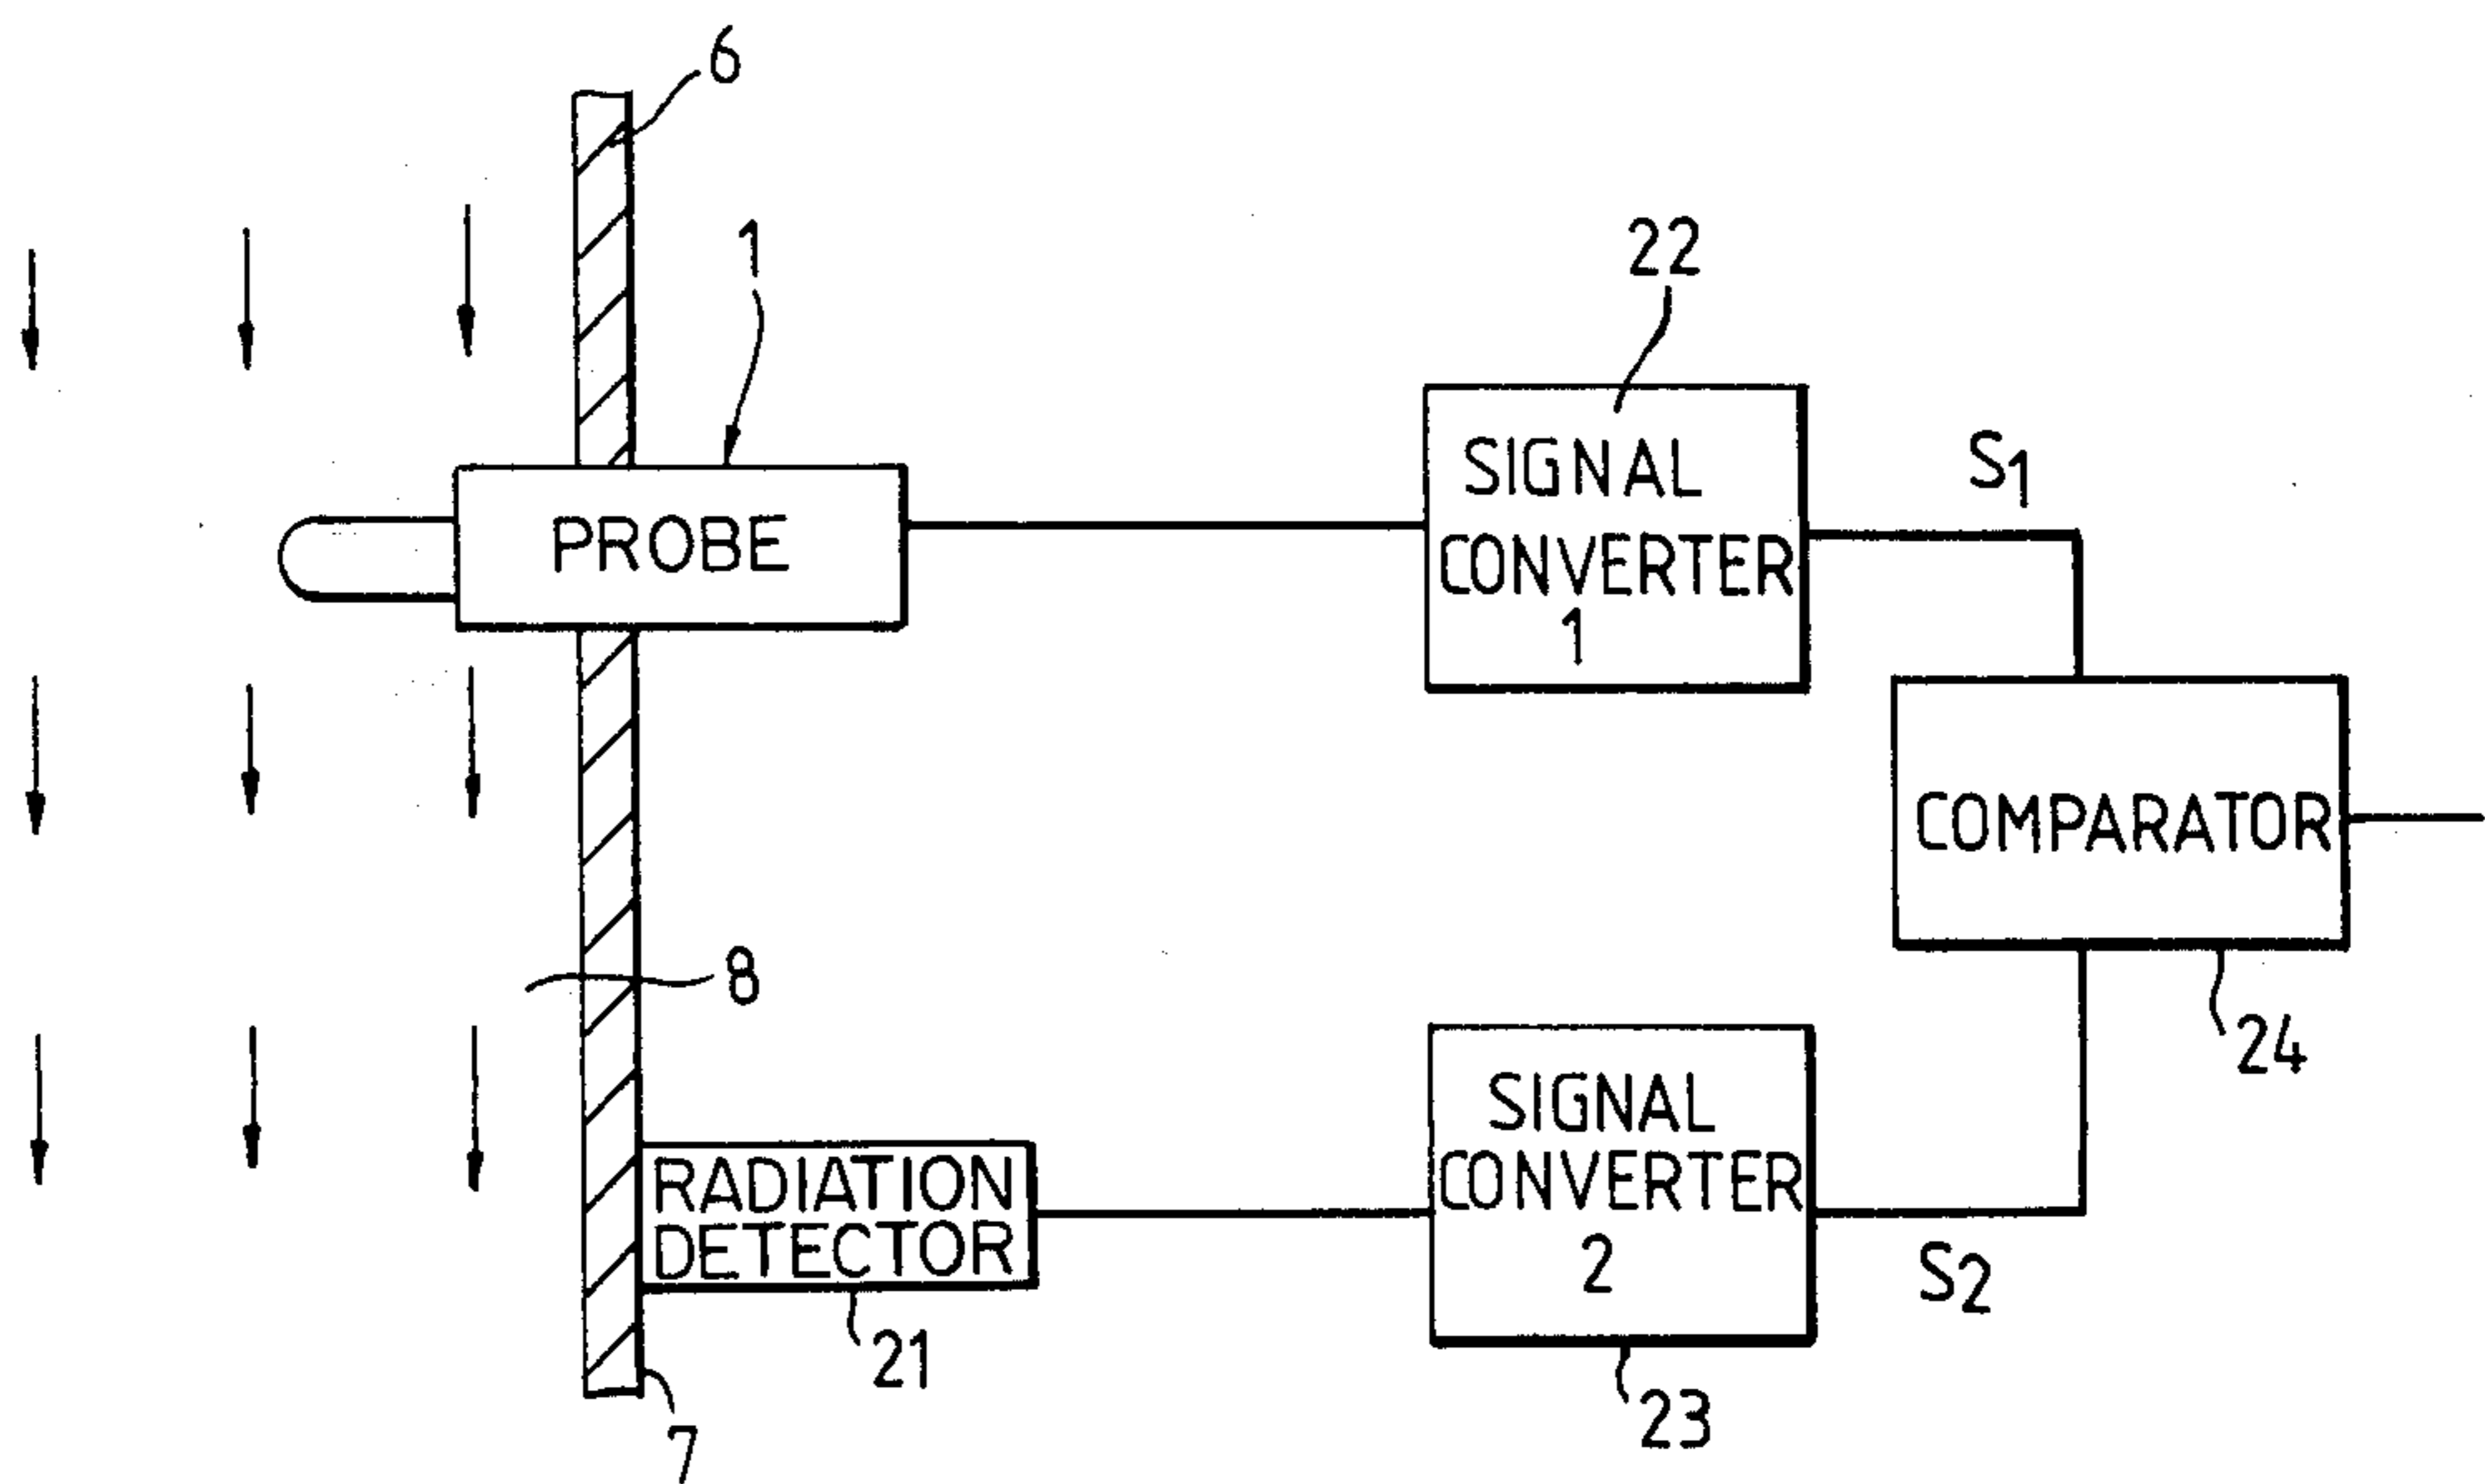 6
1
22
PROBE
SIGNAL
CONVERTER
1
S1
COMPARATOR
8
24
SIGNAL
CONVERTER
2
S2
RADIATION
DETECTOR
21
23
7